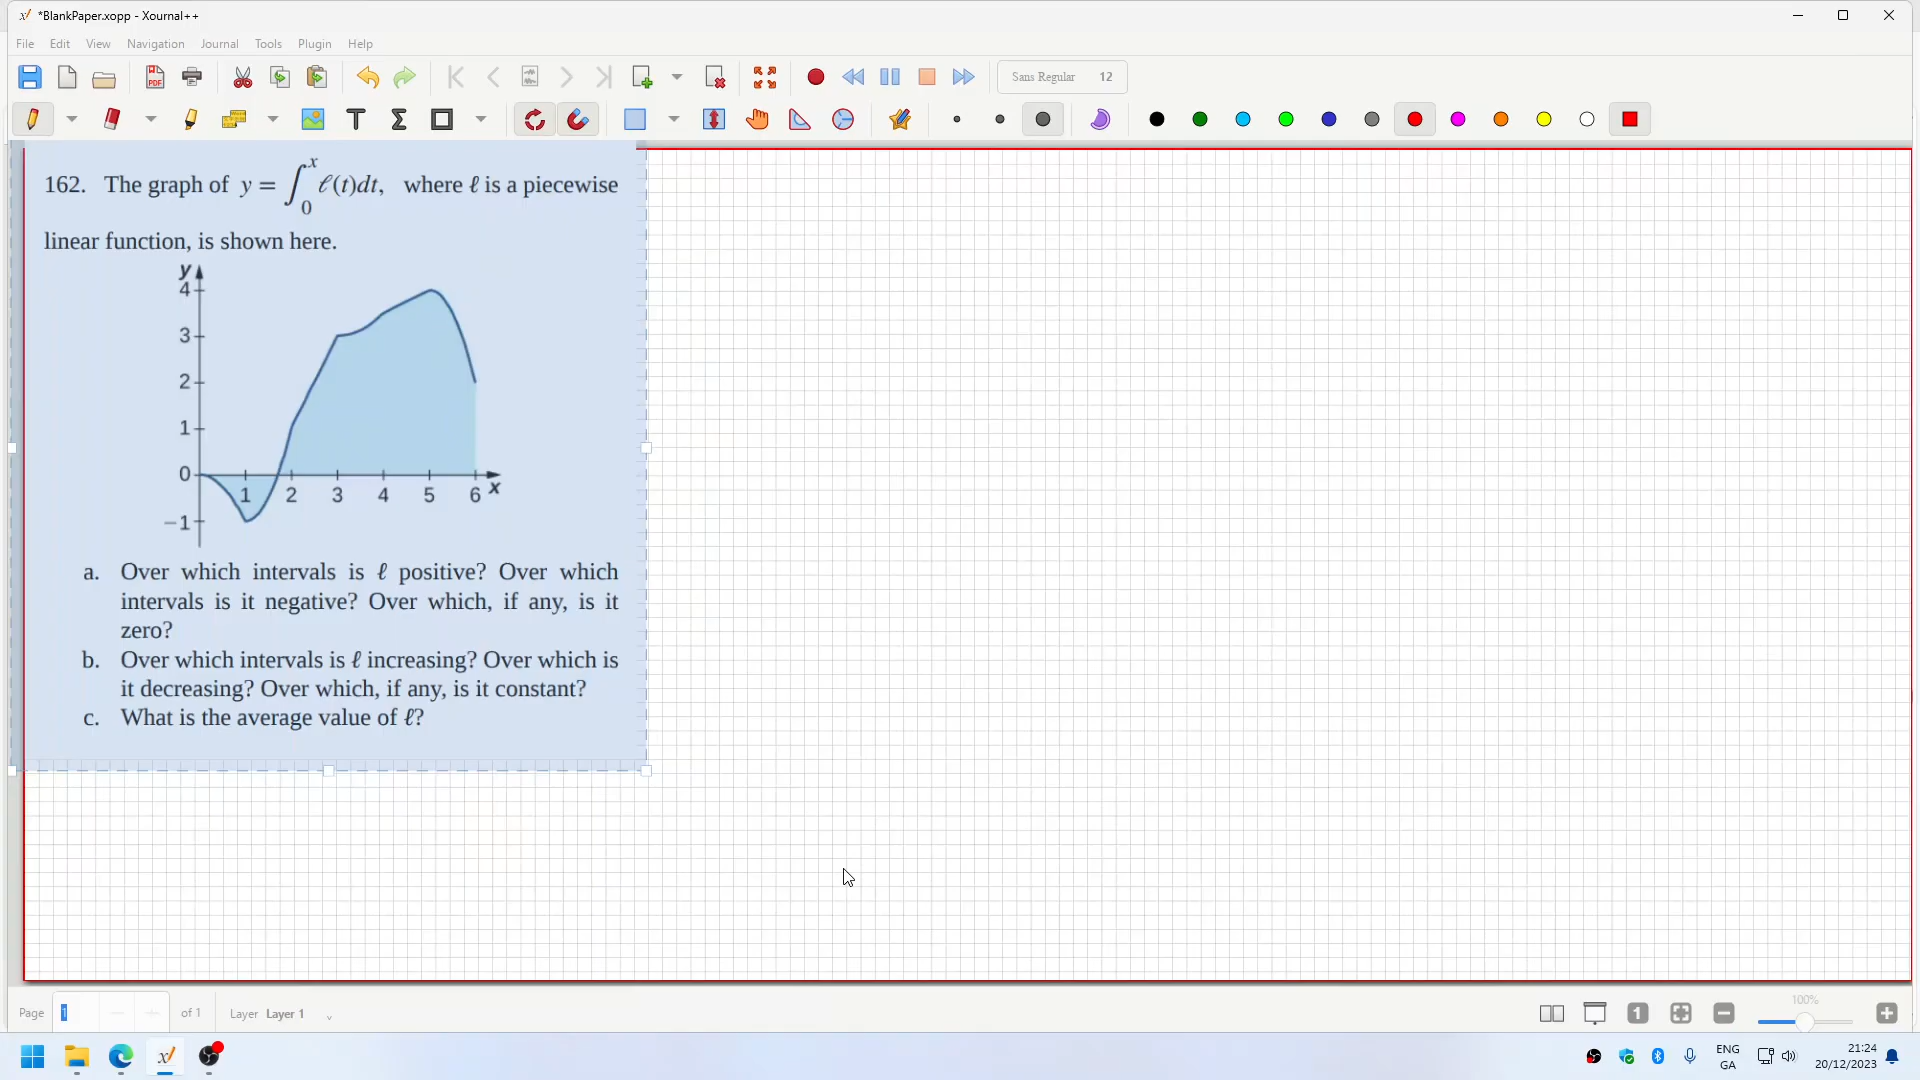 *BlankPaper.xopp - Xournal++
File Edit View Navigation Journal Tools Plugin Help
PDF
Sans Regular 12
162. The graph of y = ∫₀ˣ ℓ(t)dt, where ℓ is a piecewise
linear function, is shown here.
y
4
3
2
1
0
−1
1 2 3 4 5 6 x
a. Over which intervals is ℓ positive? Over which
intervals is it negative? Over which, if any, is it
zero?
b. Over which intervals is ℓ increasing? Over which is
it decreasing? Over which, if any, is it constant?
c. What is the average value of ℓ?
Page 1 of 1 Layer Layer 1
100%
ENG
GA
21:24
20/12/2023